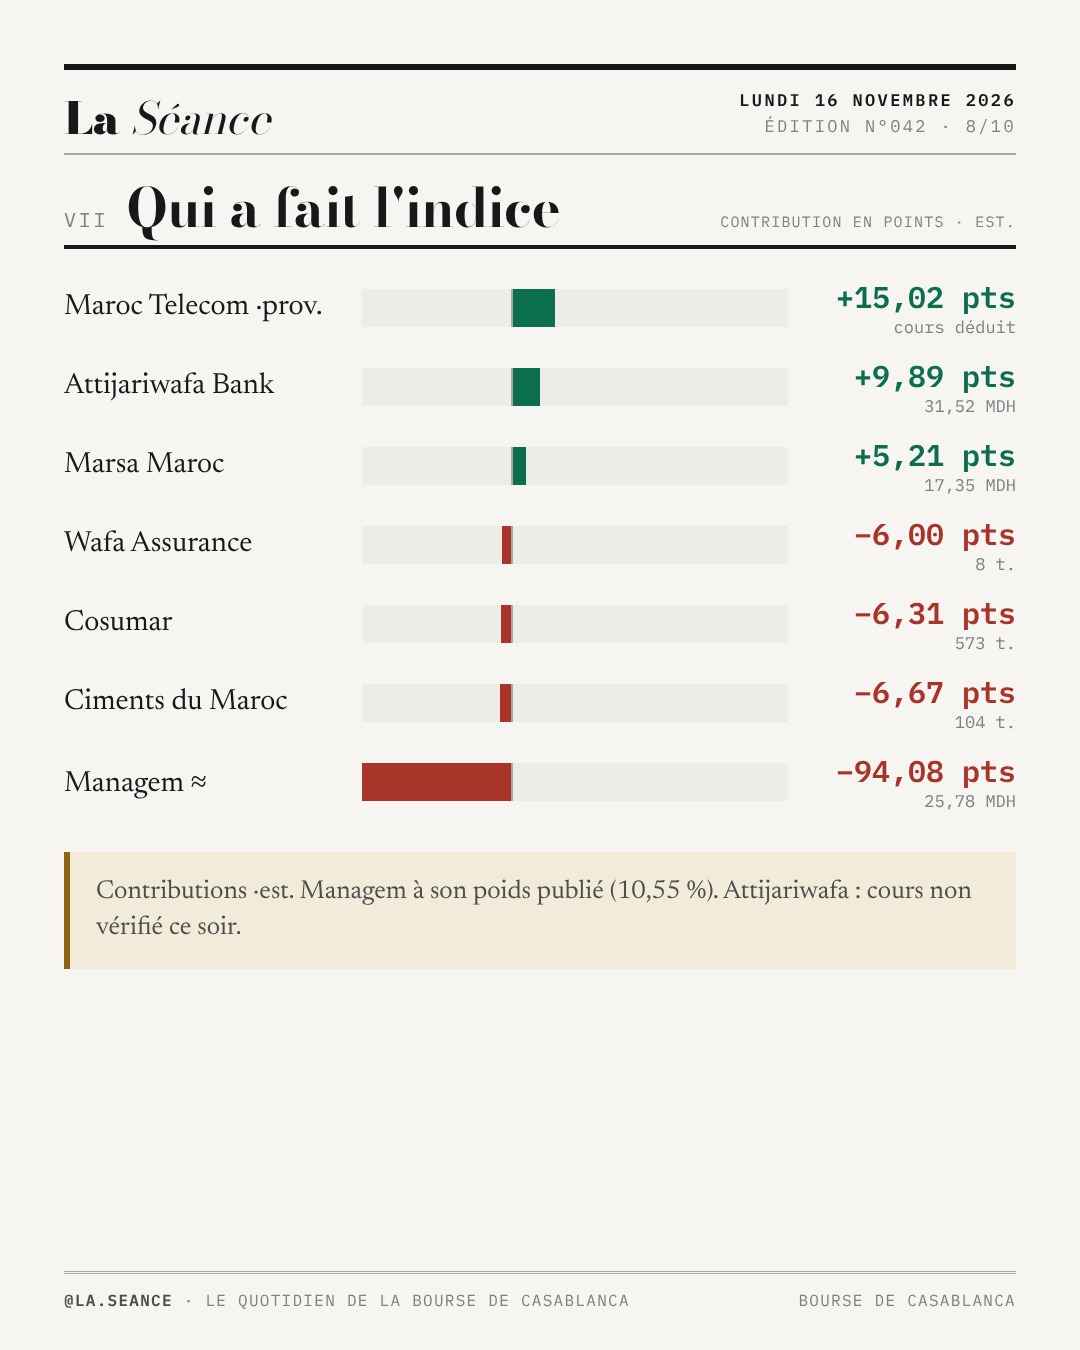 La Séance
LUNDI 16 NOVEMBRE 2026
ÉDITION N°042 · 8/10
VII Qui a fait l'indice
CONTRIBUTION EN POINTS · EST.
Maroc Telecom ·prov.
+15,02 pts
cours déduit
Attijariwafa Bank
+9,89 pts
31,52 MDH
Marsa Maroc
+5,21 pts
17,35 MDH
Wafa Assurance
−6,00 pts
8 t.
Cosumar
−6,31 pts
573 t.
Ciments du Maroc
−6,67 pts
104 t.
Managem ≈
−94,08 pts
25,78 MDH
Contributions ·est. Managem à son poids publié (10,55 %). Attijariwafa : cours non
vérifié ce soir.
@LA.SEANCE · LE QUOTIDIEN DE LA BOURSE DE CASABLANCA
BOURSE DE CASABLANCA